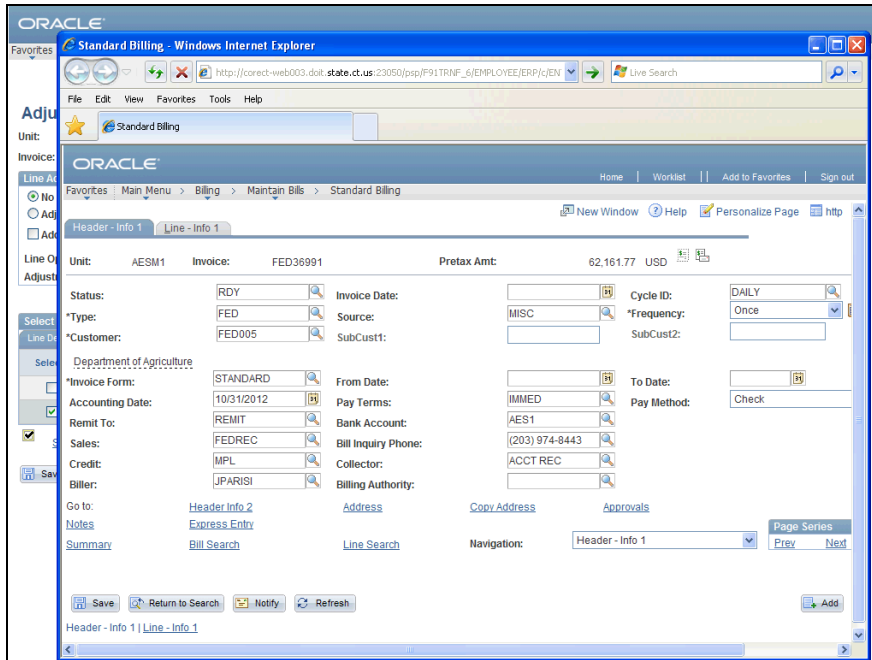 ORACLE
Favorites
Adju
Unit:
Invoice:
Line Ad
No
Adj
Add
Line Op
Adjust
Select
Line De
Sele
S
Sav
Standard Billing - Windows Internet Explorer
http://corect-web003.doit.state.ct.us:23050/psp/F91TRNF_6/EMPLOYEE/ERP/c/EN
Live Search
File Edit View Favorites Tools Help
Standard Billing
ORACLE
Home | Worklist || Add to Favorites | Sign out
Favorites | Main Menu > Billing > Maintain Bills > Standard Billing
New Window ? Help Personalize Page http
Header - Info 1 Line - Info 1
Unit: AESM1 Invoice: FED36991 Pretax Amt: 62,161.77 USD
Status: RDY Invoice Date: Cycle ID: DAILY
*Type: FED Source: MISC *Frequency: Once
*Customer: FED005 SubCust1: SubCust2:
Department of Agriculture
*Invoice Form: STANDARD From Date: To Date:
Accounting Date: 10/31/2012 Pay Terms: IMMED Pay Method: Check
Remit To: REMIT Bank Account: AES1
Sales: FEDREC Bill Inquiry Phone: (203) 974-8443
Credit: MPL Collector: ACCT REC
Biller: JPARISI Billing Authority:
Go to: Header Info 2 Address Copy Address Approvals
Notes Express Entry
Page Series
Summary Bill Search Line Search Navigation: Header - Info 1 Prev Next
Save Return to Search Notify Refresh Add
Header - Info 1 | Line - Info 1